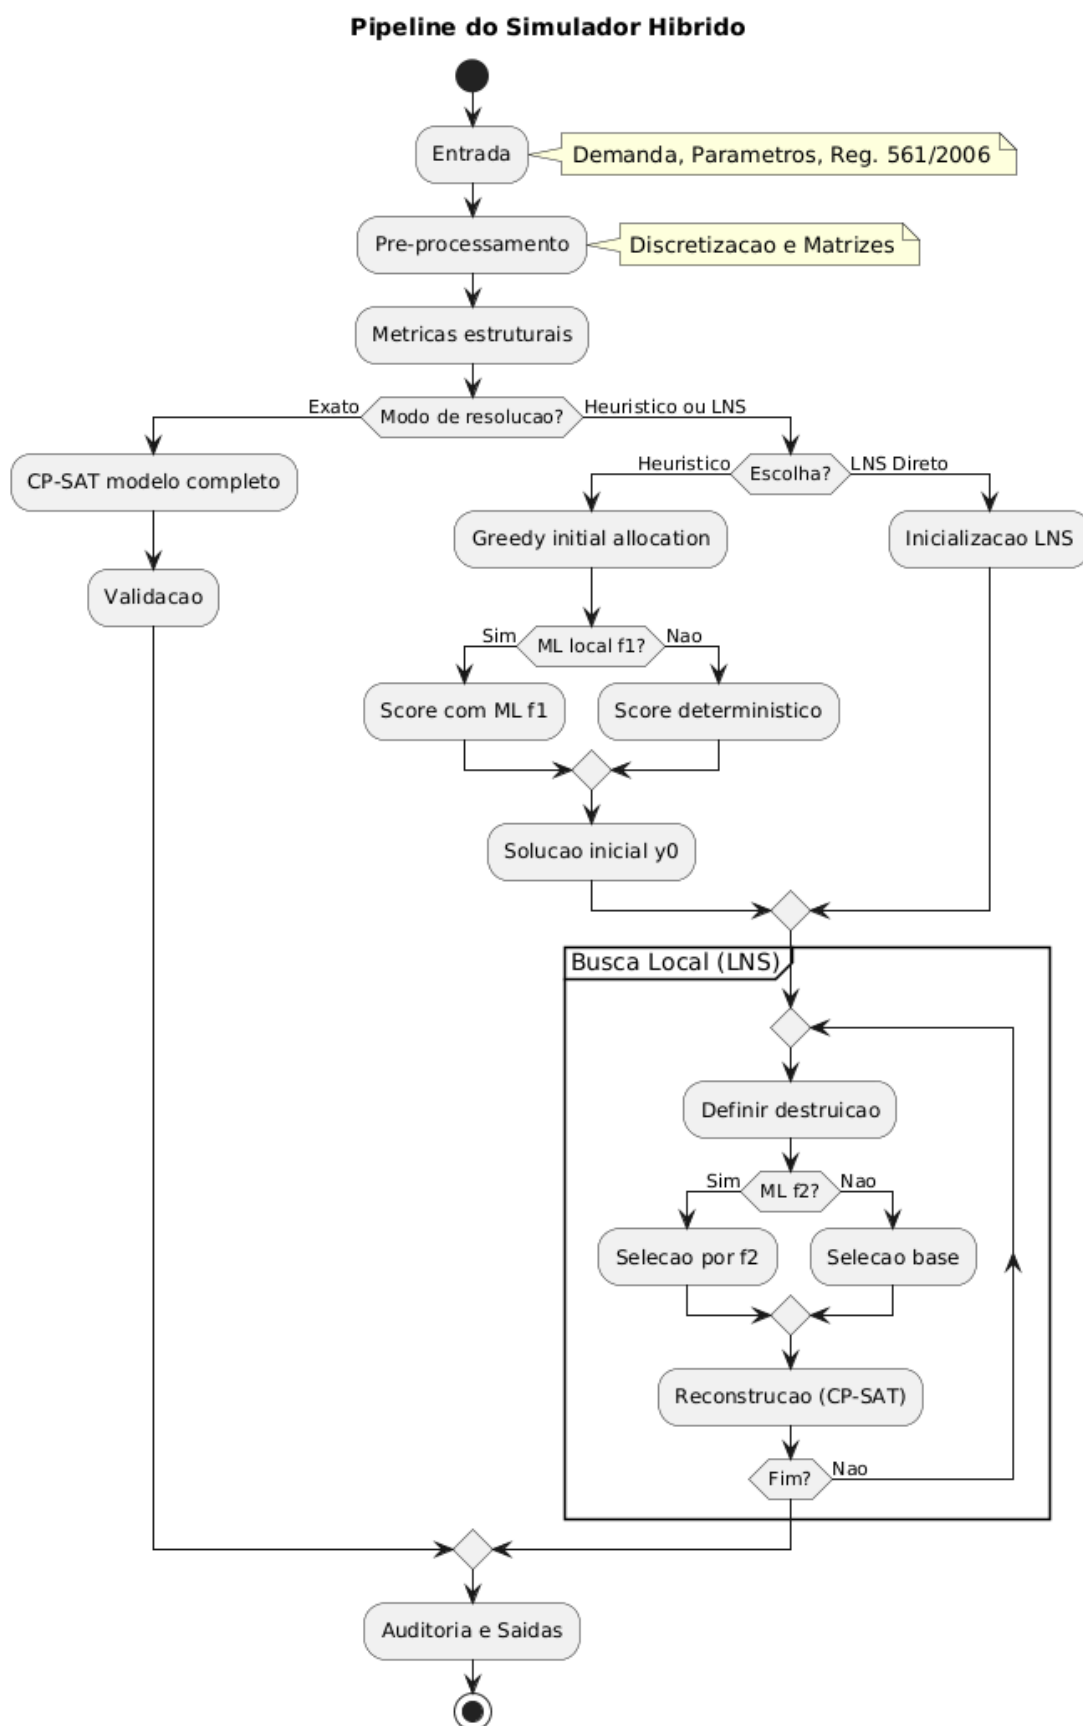 Pipeline do Simulador Hibrido
Entrada
Demanda, Parametros, Reg. 561/2006
Pre-processamento
Discretizacao e Matrizes
Metricas estruturais
Exato
Modo de resolucao?
Heuristico ou LNS
CP-SAT modelo completo
Heuristico
Escolha?
LNS Direto
Greedy initial allocation
Inicializacao LNS
Validacao
Sim
ML local f1?
Nao
Score com ML f1
Score deterministico
Solucao inicial y0
Busca Local (LNS)
Definir destruicao
Sim
ML f2?
Nao
Selecao por f2
Selecao base
Reconstrucao (CP-SAT)
Fim?
Nao
Auditoria e Saidas